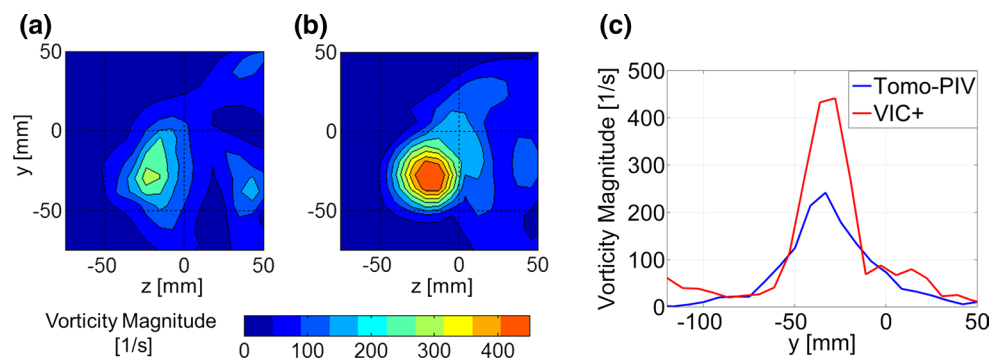 (a)
50
0
-50
y [mm]
-50 0 50
z [mm]
(b)
50
0
-50
-50 0 50
z [mm]
Vorticity Magnitude
[1/s]
0 100 200 300 400
(c)
Vorticity Magnitude [1/s]
500
400
300
200
100
0
-100 -50 0 50
y [mm]
Tomo-PIV
VIC+